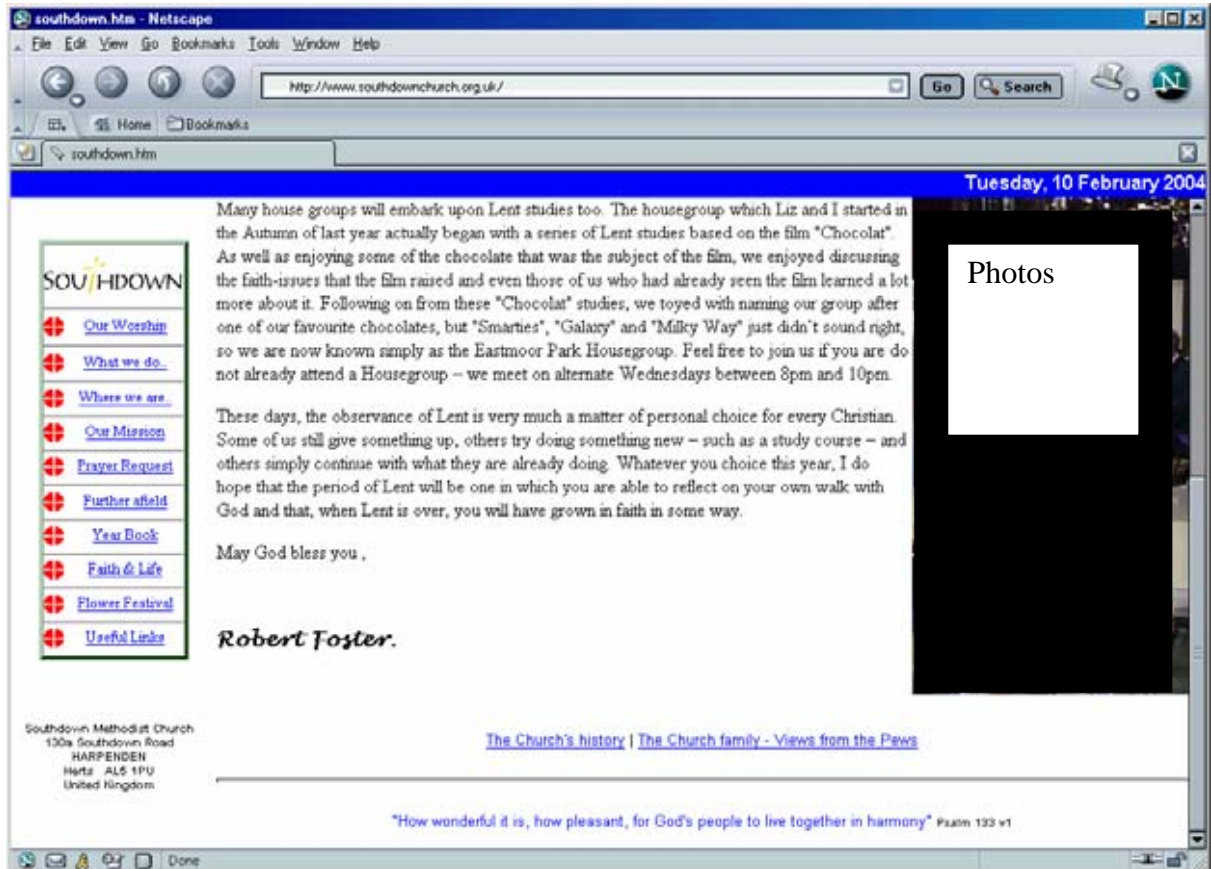 southdown.htm - Netscape
File Edit View Go Bookmarks Tools Window Help
http://www.southdownchurch.org.uk/
Go
Search
N
Home Bookmarks
southdown.htm
Tuesday, 10 February 2004
SOUTHDOWN
Our Worship
What we do..
Where we are..
Our Mission
Prayer Request
Further afield
Year Book
Faith & Life
Flower Festival
Useful Links
Southdown Methodist Church
130a Southdown Road
HARPENDEN
Herts AL5 1PU
United Kingdom
Many house groups will embark upon Lent studies too. The housegroup which Liz and I started in
the Autumn of last year actually began with a series of Lent studies based on the film "Chocolat".
As well as enjoying some of the chocolate that was the subject of the film, we enjoyed discussing
the faith-issues that the film raised and even those of us who had already seen the film learned a lot
more about it. Following on from these "Chocolat" studies, we toyed with naming our group after
one of our favourite chocolates, but "Smarties", "Galaxy" and "Milky Way" just didn't sound right,
so we are now known simply as the Eastmoor Park Housegroup. Feel free to join us if you are do
not already attend a Housegroup – we meet on alternate Wednesdays between 8pm and 10pm.
These days, the observance of Lent is very much a matter of personal choice for every Christian.
Some of us still give something up, others try doing something new – such as a study course – and
others simply continue with what they are already doing. Whatever you choice this year, I do
hope that the period of Lent will be one in which you are able to reflect on your own walk with
God and that, when Lent is over, you will have grown in faith in some way.
May God bless you ,
Robert Foster.
Photos
The Church's history | The Church family - Views from the Pews
"How wonderful it is, how pleasant, for God's people to live together in harmony" Psalm 133 v1
Done